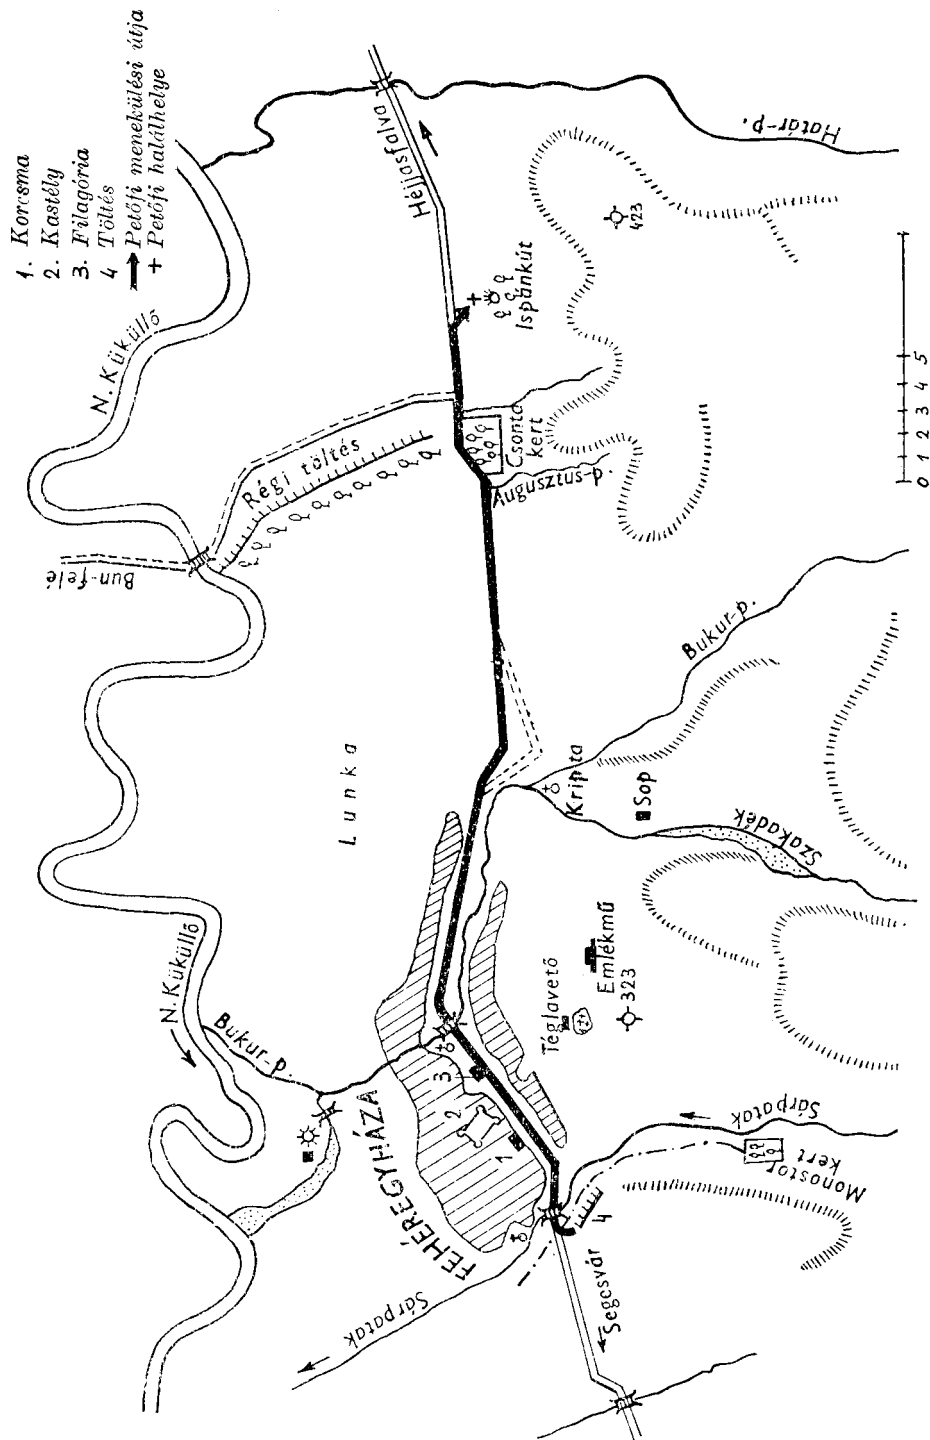 1. Korcsma
2. Kastély
3. Filagória
4 Töltés
Petőfi menekülési útja
+ Petőfi halálhelye
N. Küküllő
Héjjasfalva
Határ-p.
423
Ispánkút
Régi töltés
Csonta
kert
Ángusztus-p.
Bun-felé
0 1 2 3 4 5
Bukur-p.
Lunka
Kripta
Sop
Szakadék
N. Küküllő
Bukur-p.
Téglavető
Emlékmű
323
3
2
1
FEHÉREGYHÁZA
Sárpatak
Monostor
kert
4
Sárpatak
Segesvár